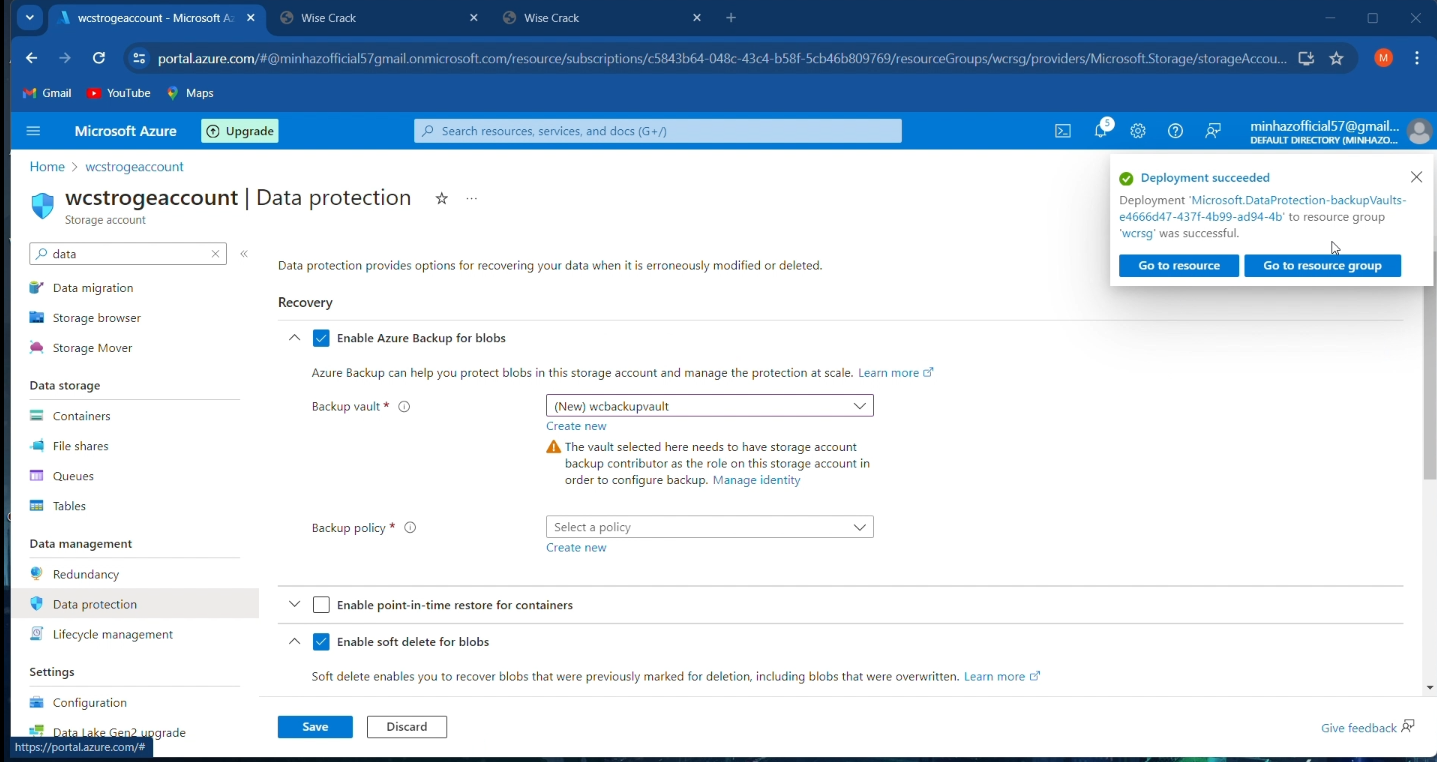 wcstrogeaccount - Microsoft A
Wise Crack
Wise Crack
portal.azure.com/#@minhazofficial57gmail.onmicrosoft.com/resource/subscriptions/c5843b64-048c-43c4-b58f-5cb46b809769/resourceGroups/wcrsg/providers/Microsoft.Storage/storageAccou...
M
Gmail
YouTube
Maps
Microsoft Azure
Upgrade
Search resources, services, and docs (G+/)
5
minhazofficial57@gmail...
DEFAULT DIRECTORY (MINHAZO...
Home > wcstrogeaccount
wcstrogeaccount | Data protection
Storage account
Deployment succeeded
Deployment 'Microsoft.DataProtection-backupVaults-
e4666d47-437f-4b99-ad94-4b' to resource group
'wcrsg' was successful.
Go to resource
Go to resource group
data
Data migration
Storage browser
Storage Mover
Data storage
Containers
File shares
Queues
Tables
Data management
Redundancy
Data protection
Lifecycle management
Settings
Configuration
Data Lake Gen2 upgrade
https://portal.azure.com/#
Data protection provides options for recovering your data when it is erroneously modified or deleted.
Recovery
Enable Azure Backup for blobs
Azure Backup can help you protect blobs in this storage account and manage the protection at scale. Learn more
Backup vault *
(New) wcbackupvault
Create new
The vault selected here needs to have storage account
backup contributor as the role on this storage account in
order to configure backup. Manage identity
Backup policy *
Select a policy
Create new
Enable point-in-time restore for containers
Enable soft delete for blobs
Soft delete enables you to recover blobs that were previously marked for deletion, including blobs that were overwritten. Learn more
Save
Discard
Give feedback